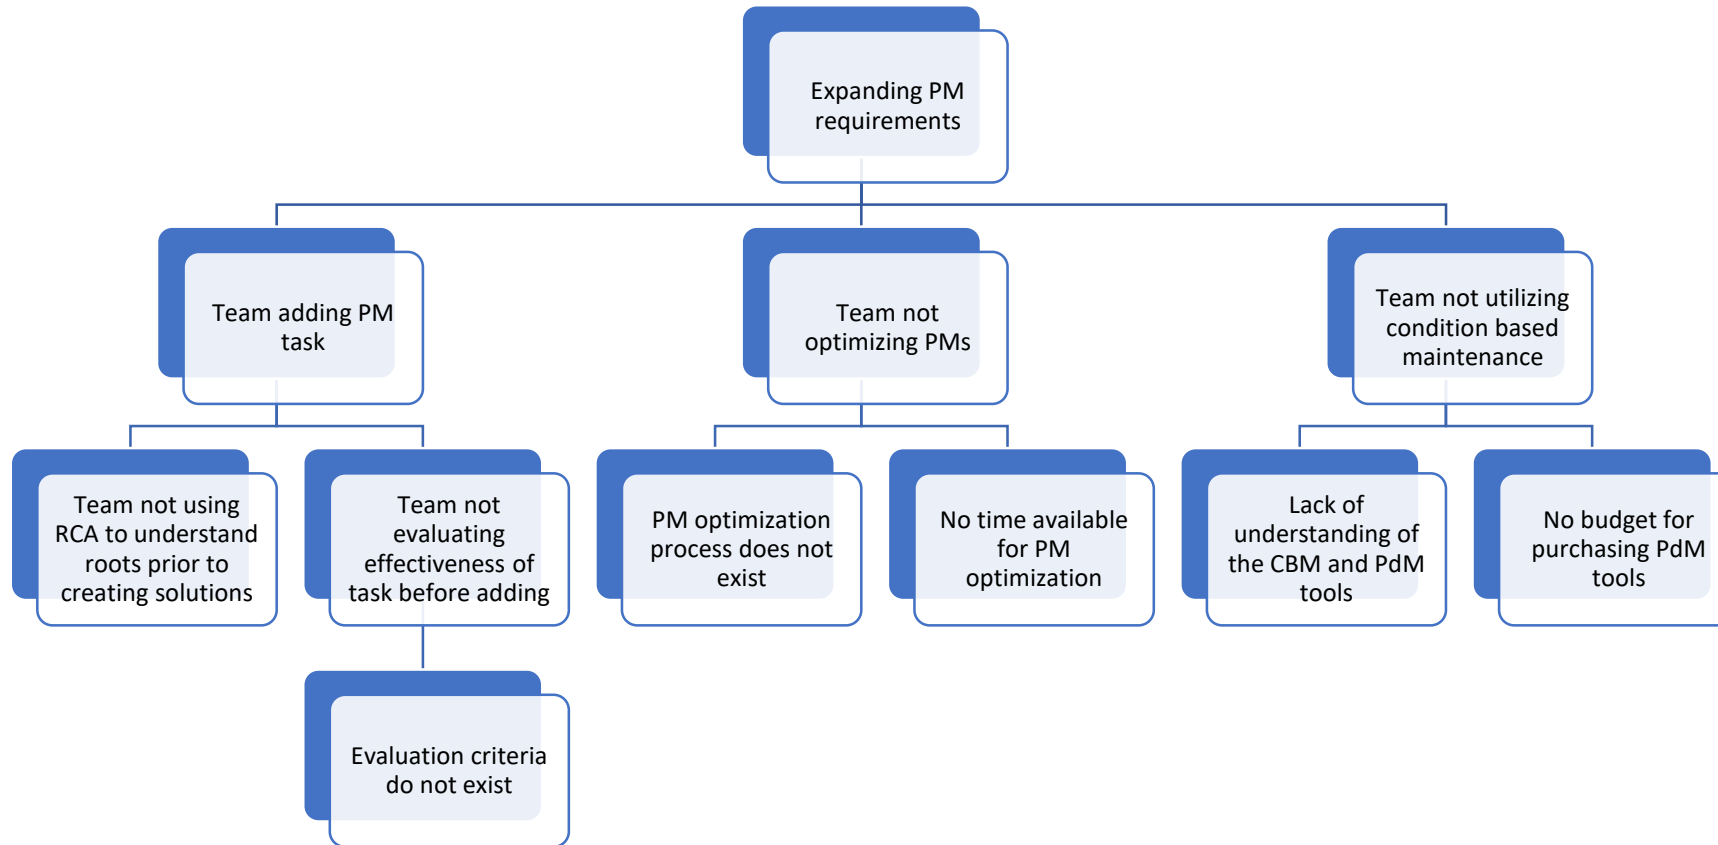 Expanding PM
requirements
Team adding PM
task
Team not
optimizing PMs
Team not utilizing
condition based
maintenance
Team not using
RCA to understand
roots prior to
creating solutions
Team not
evaluating
effectiveness of
task before adding
PM optimization
process does not
exist
No time available
for PM
optimization
Lack of
understanding of
the CBM and PdM
tools
No budget for
purchasing PdM
tools
Evaluation criteria
do not exist